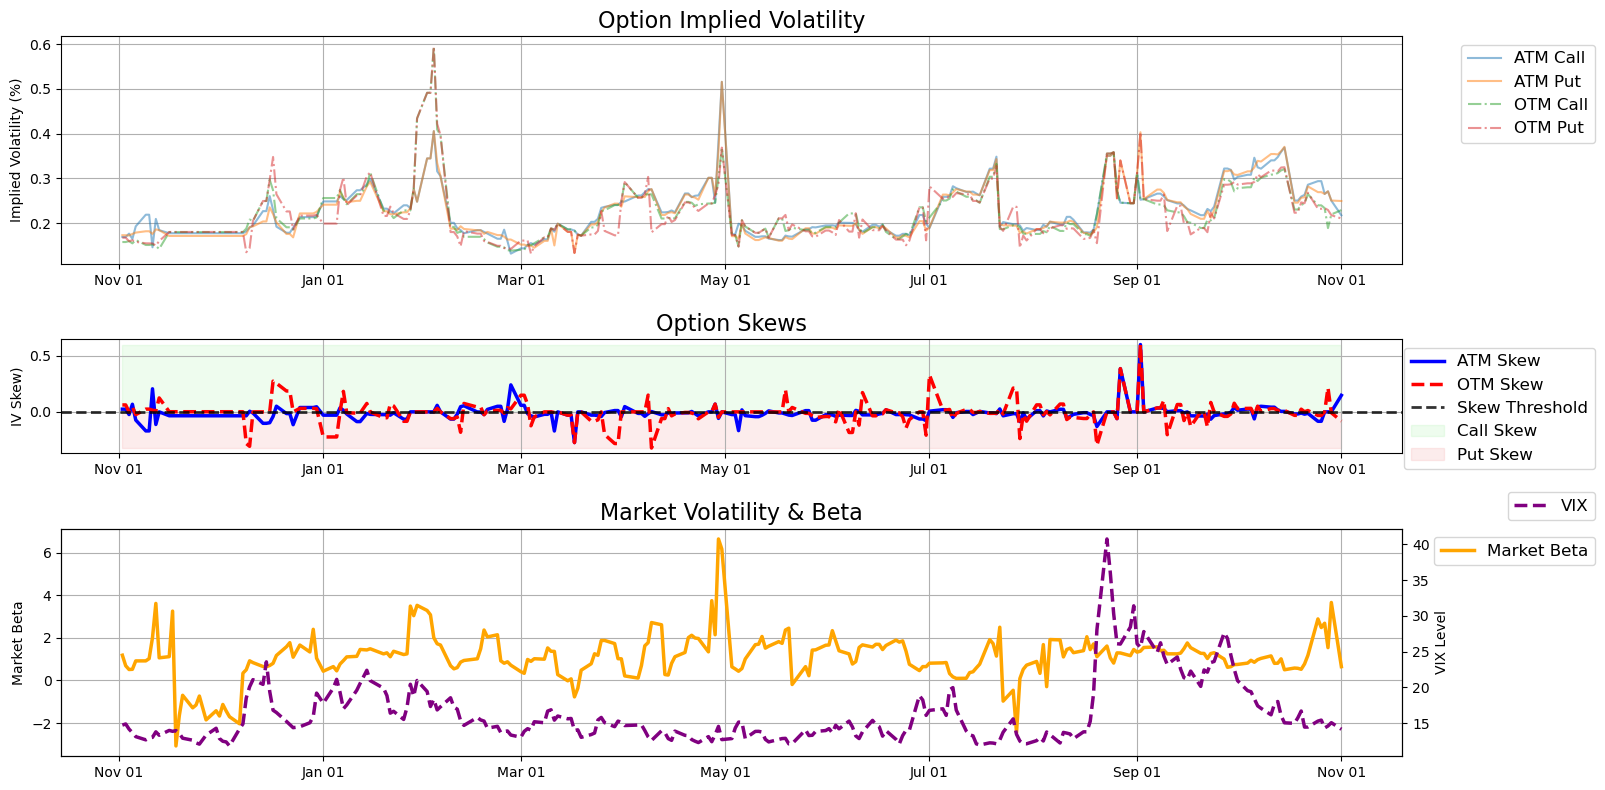 Option Implied Volatility
Implied Volatility (%)
0.6
0.5
0.4
0.3
0.2
Nov 01 Jan 01 Mar 01 May 01 Jul 01 Sep 01 Nov 01
ATM Call
ATM Put
OTM Call
OTM Put
Option Skews
IV Skew)
0.5
0.0
Nov 01 Jan 01 Mar 01 May 01 Jul 01 Sep 01 Nov 01
ATM Skew
OTM Skew
Skew Threshold
Call Skew
Put Skew
VIX
Market Volatility & Beta
Market Beta
Market Beta
6
4
2
0
−2
40
35
30
25
20
15
VIX Level
Nov 01 Jan 01 Mar 01 May 01 Jul 01 Sep 01 Nov 01